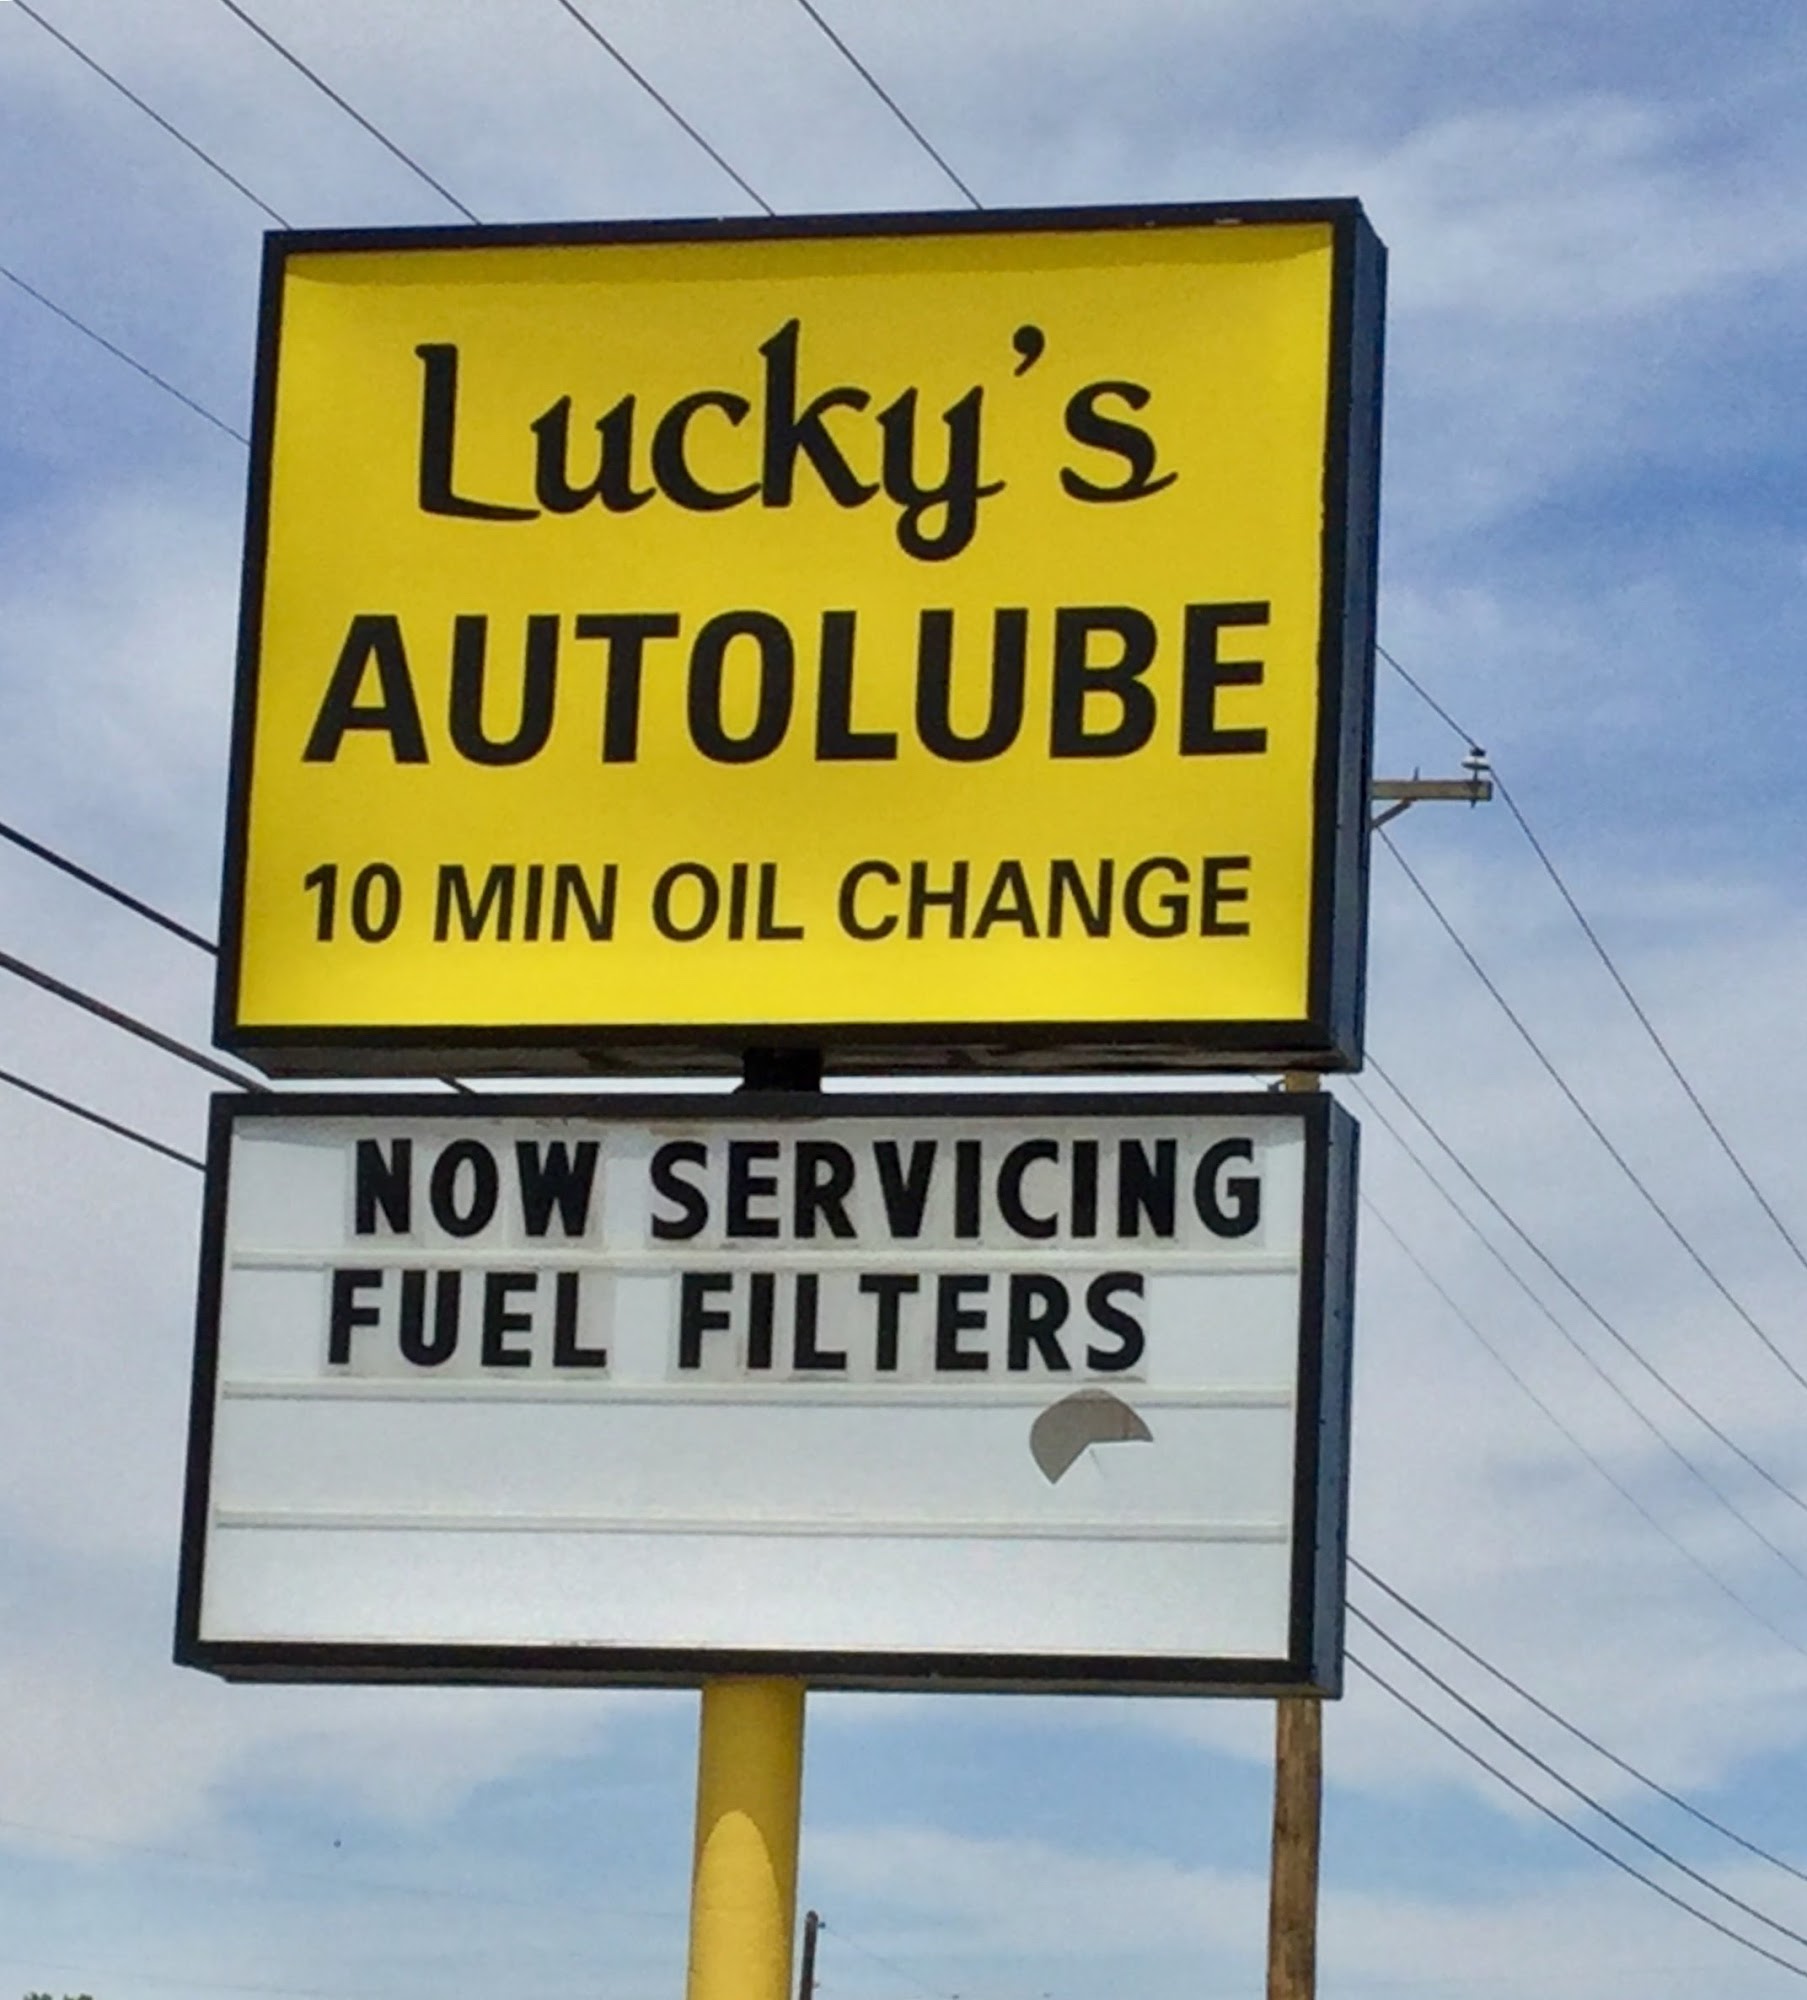 Lucky's
AUTOLUBE
10 MIN OIL CHANGE
NOW SERVICING
FUEL FILTERS